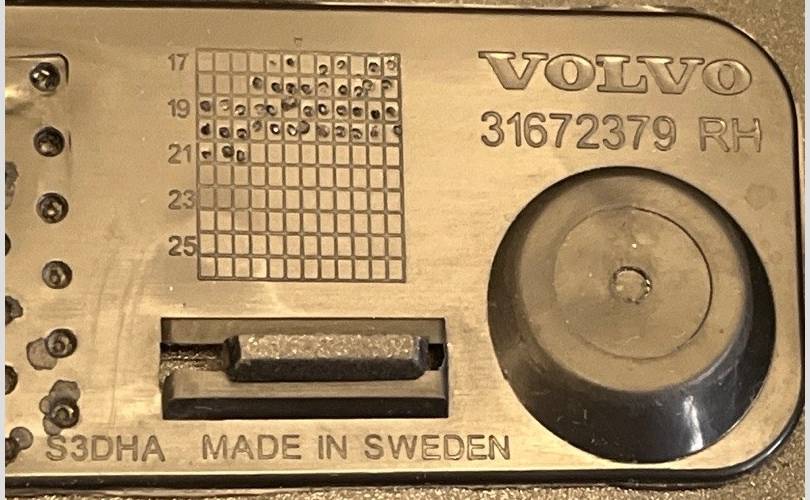 17
19
21
23
25
VOLVO
31672379 RH
S3DHA MADE IN SWEDEN